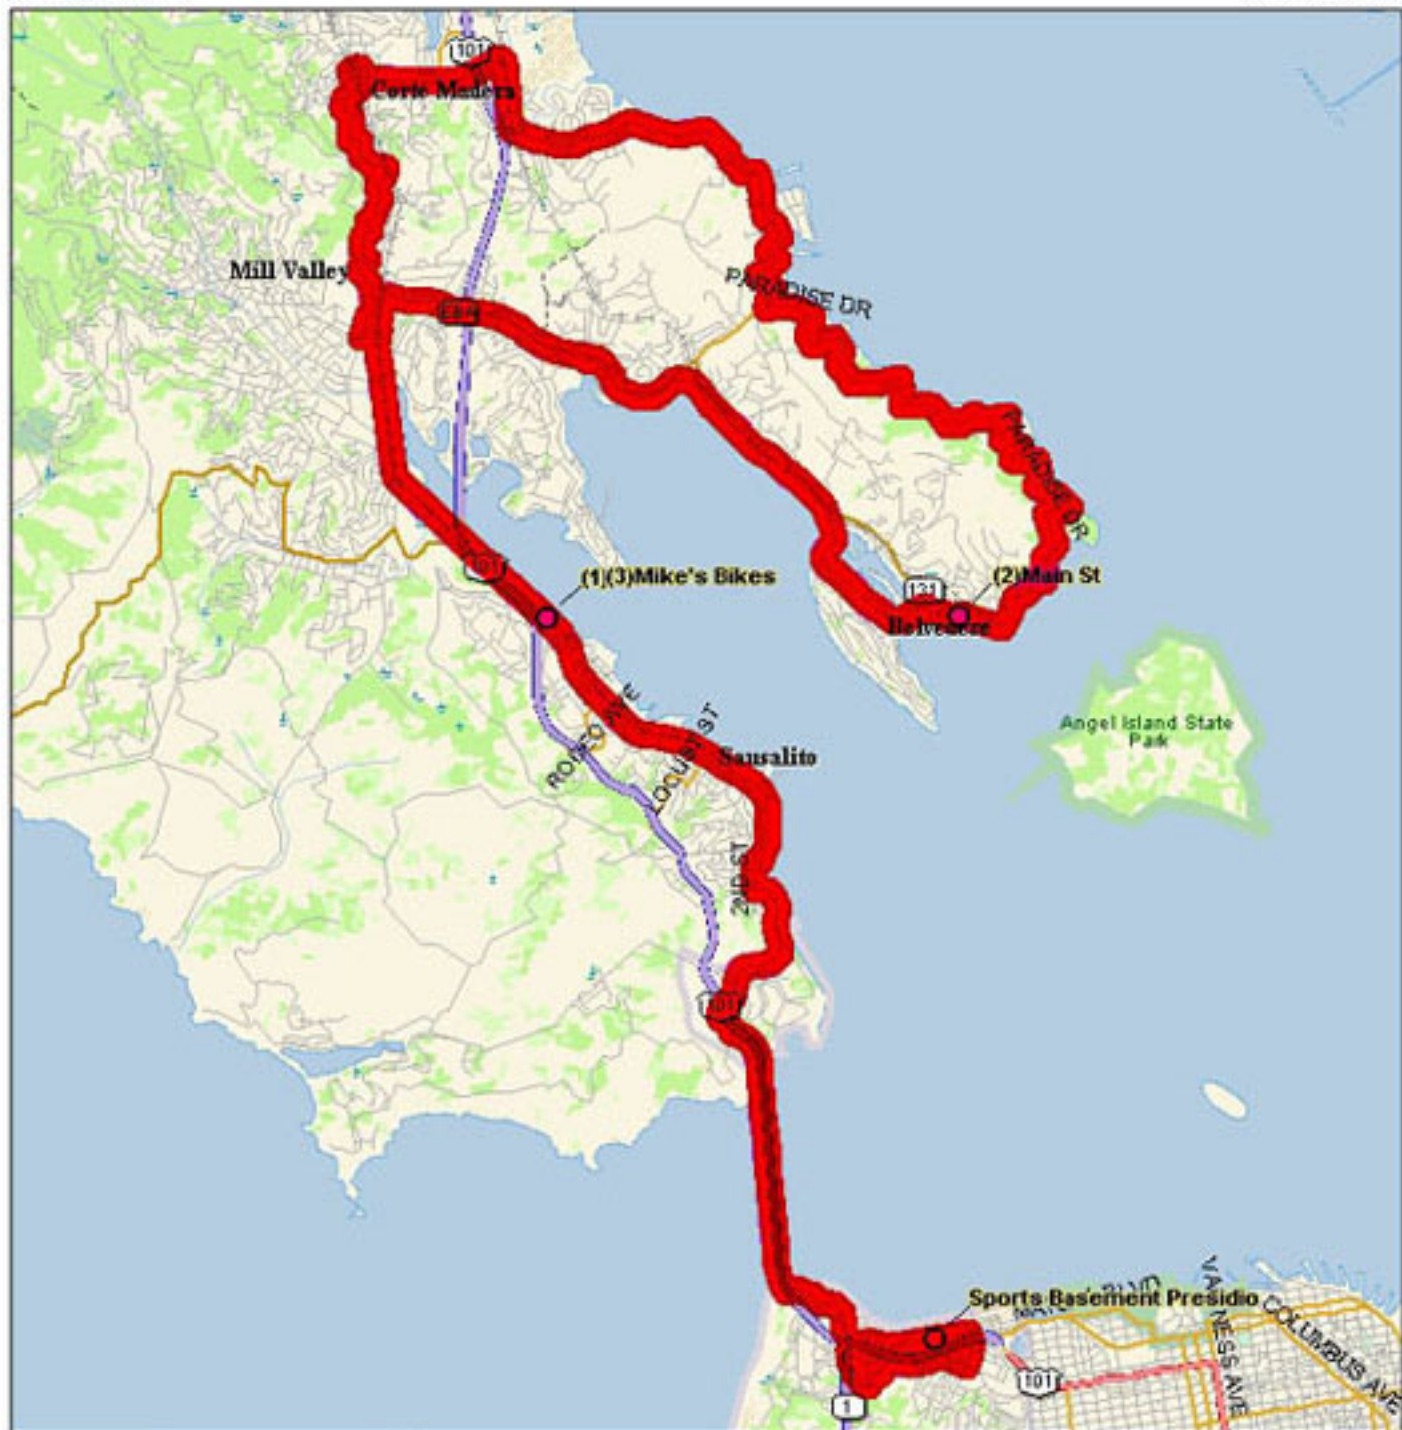 101
Corte Madera
Mill Valley
PARADISE DR
E8A
PARADISE DR
101
(1)(3)Mike's Bikes
131
(2)Main St
Belvedere
RODEO AVE
LOCUST ST
Sausalito
Angel Island State
Park
2ND ST
101
Sports Basement Presidio
VAN NESS AVE
COLUMBUS AVE
101
1